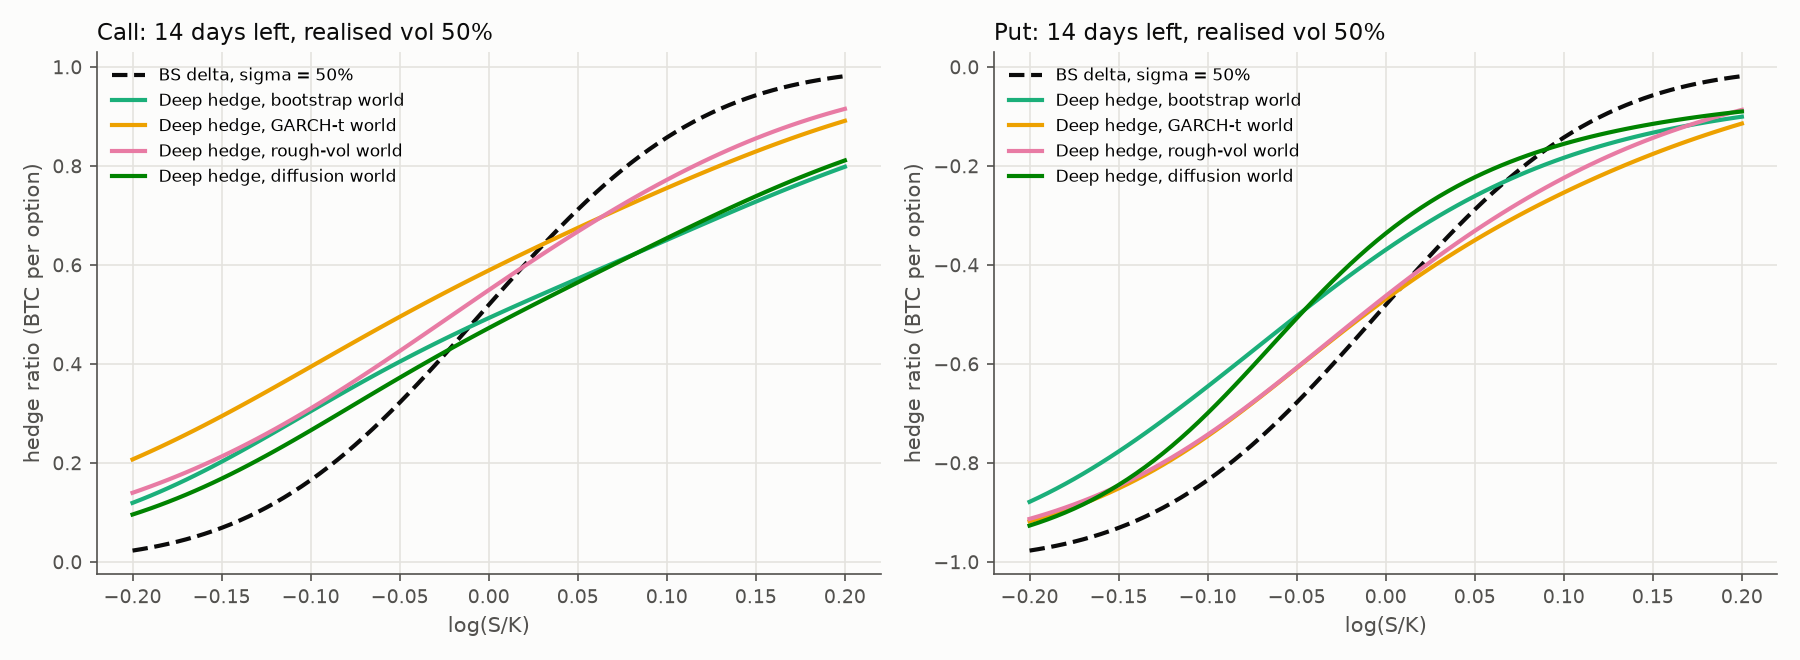 Call: 14 days left, realised vol 50%
BS delta, sigma = 50%
Deep hedge, bootstrap world
Deep hedge, GARCH-t world
Deep hedge, rough-vol world
Deep hedge, diffusion world
hedge ratio (BTC per option)
1.0
0.8
0.6
0.4
0.2
0.0
−0.20 −0.15 −0.10 −0.05 0.00 0.05 0.10 0.15 0.20
log(S/K)
Put: 14 days left, realised vol 50%
BS delta, sigma = 50%
Deep hedge, bootstrap world
Deep hedge, GARCH-t world
Deep hedge, rough-vol world
Deep hedge, diffusion world
hedge ratio (BTC per option)
0.0
−0.2
−0.4
−0.6
−0.8
−1.0
−0.20 −0.15 −0.10 −0.05 0.00 0.05 0.10 0.15 0.20
log(S/K)